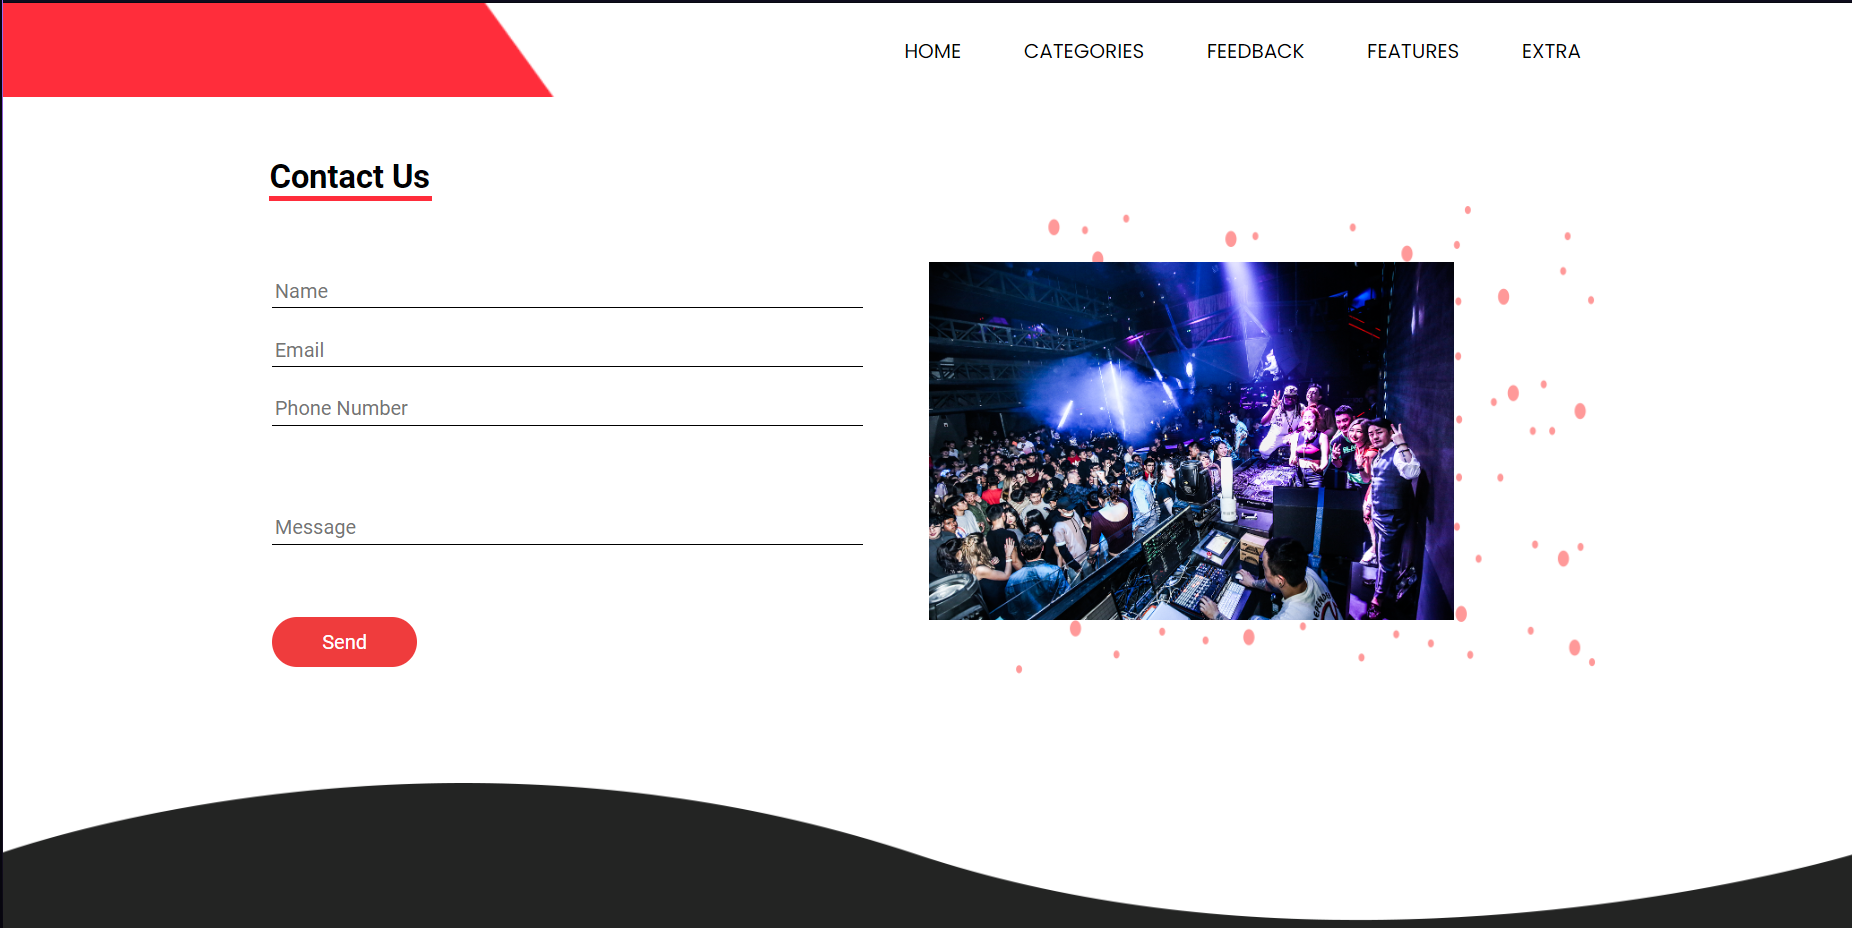 HOME CATEGORIES FEEDBACK FEATURES EXTRA
Contact Us
Name
Email
Phone Number
Message
Send